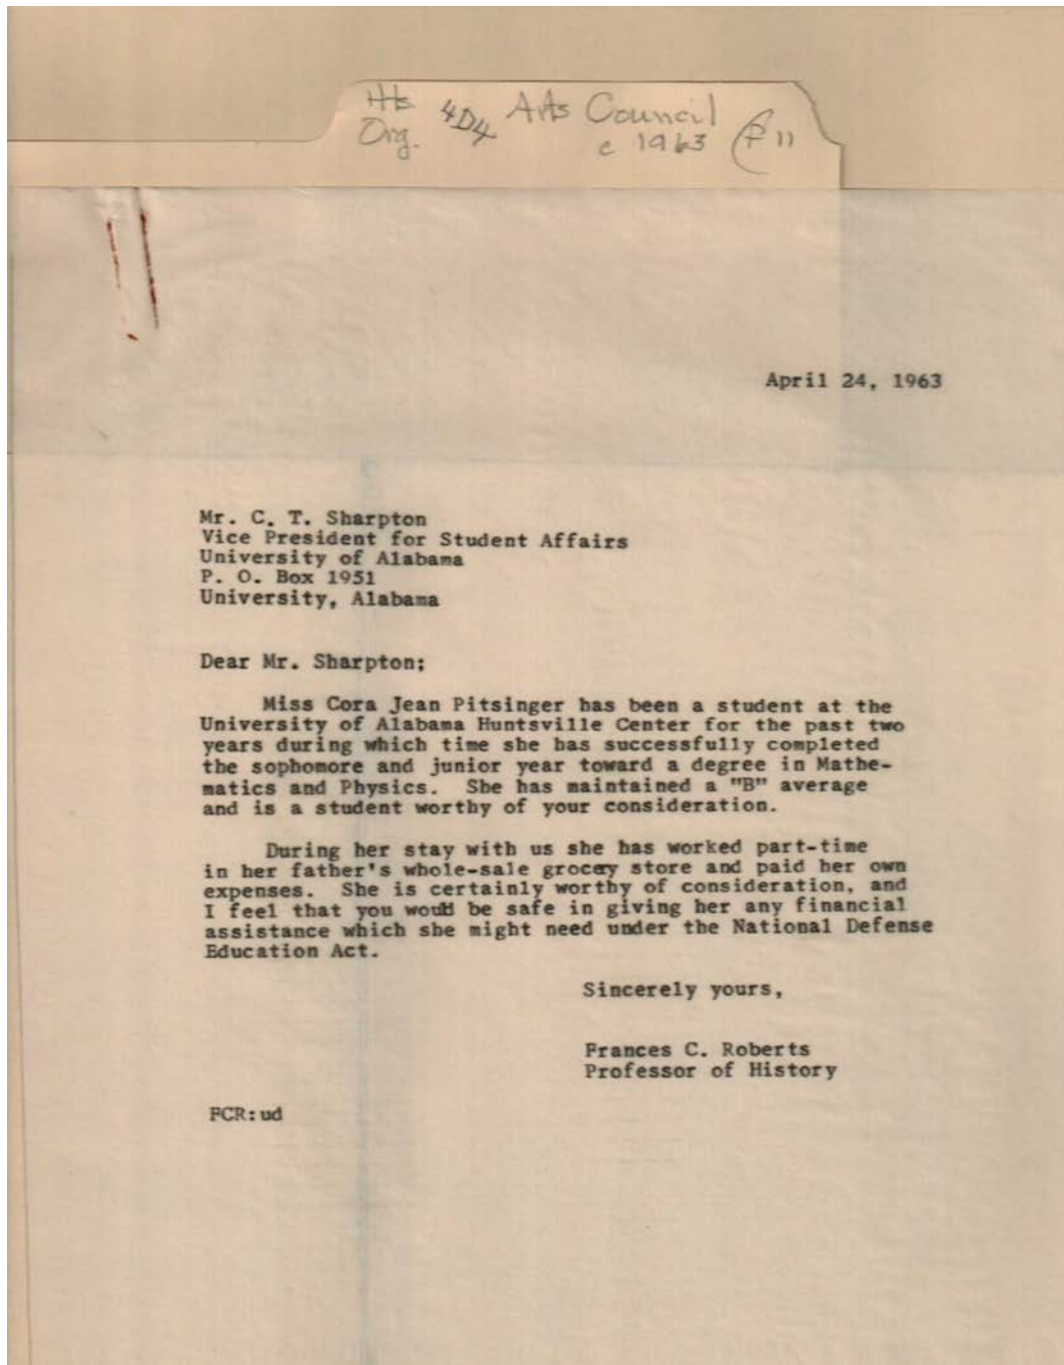 Hs 4D4 Arts Council
Org. c 1963 F 11
April 24, 1963
Mr. C. T. Sharpton
Vice President for Student Affairs
University of Alabama
P. O. Box 1951
University, Alabama
Dear Mr. Sharpton;
Miss Cora Jean Pitsinger has been a student at the
University of Alabama Huntsville Center for the past two
years during which time she has successfully completed
the sophomore and junior year toward a degree in Mathe-
matics and Physics. She has maintained a "B" average
and is a student worthy of your consideration.
During her stay with us she has worked part-time
in her father's whole-sale grocery store and paid her own
expenses. She is certainly worthy of consideration, and
I feel that you would be safe in giving her any financial
assistance which she might need under the National Defense
Education Act.
Sincerely yours,
Frances C. Roberts
Professor of History
FCR:ud